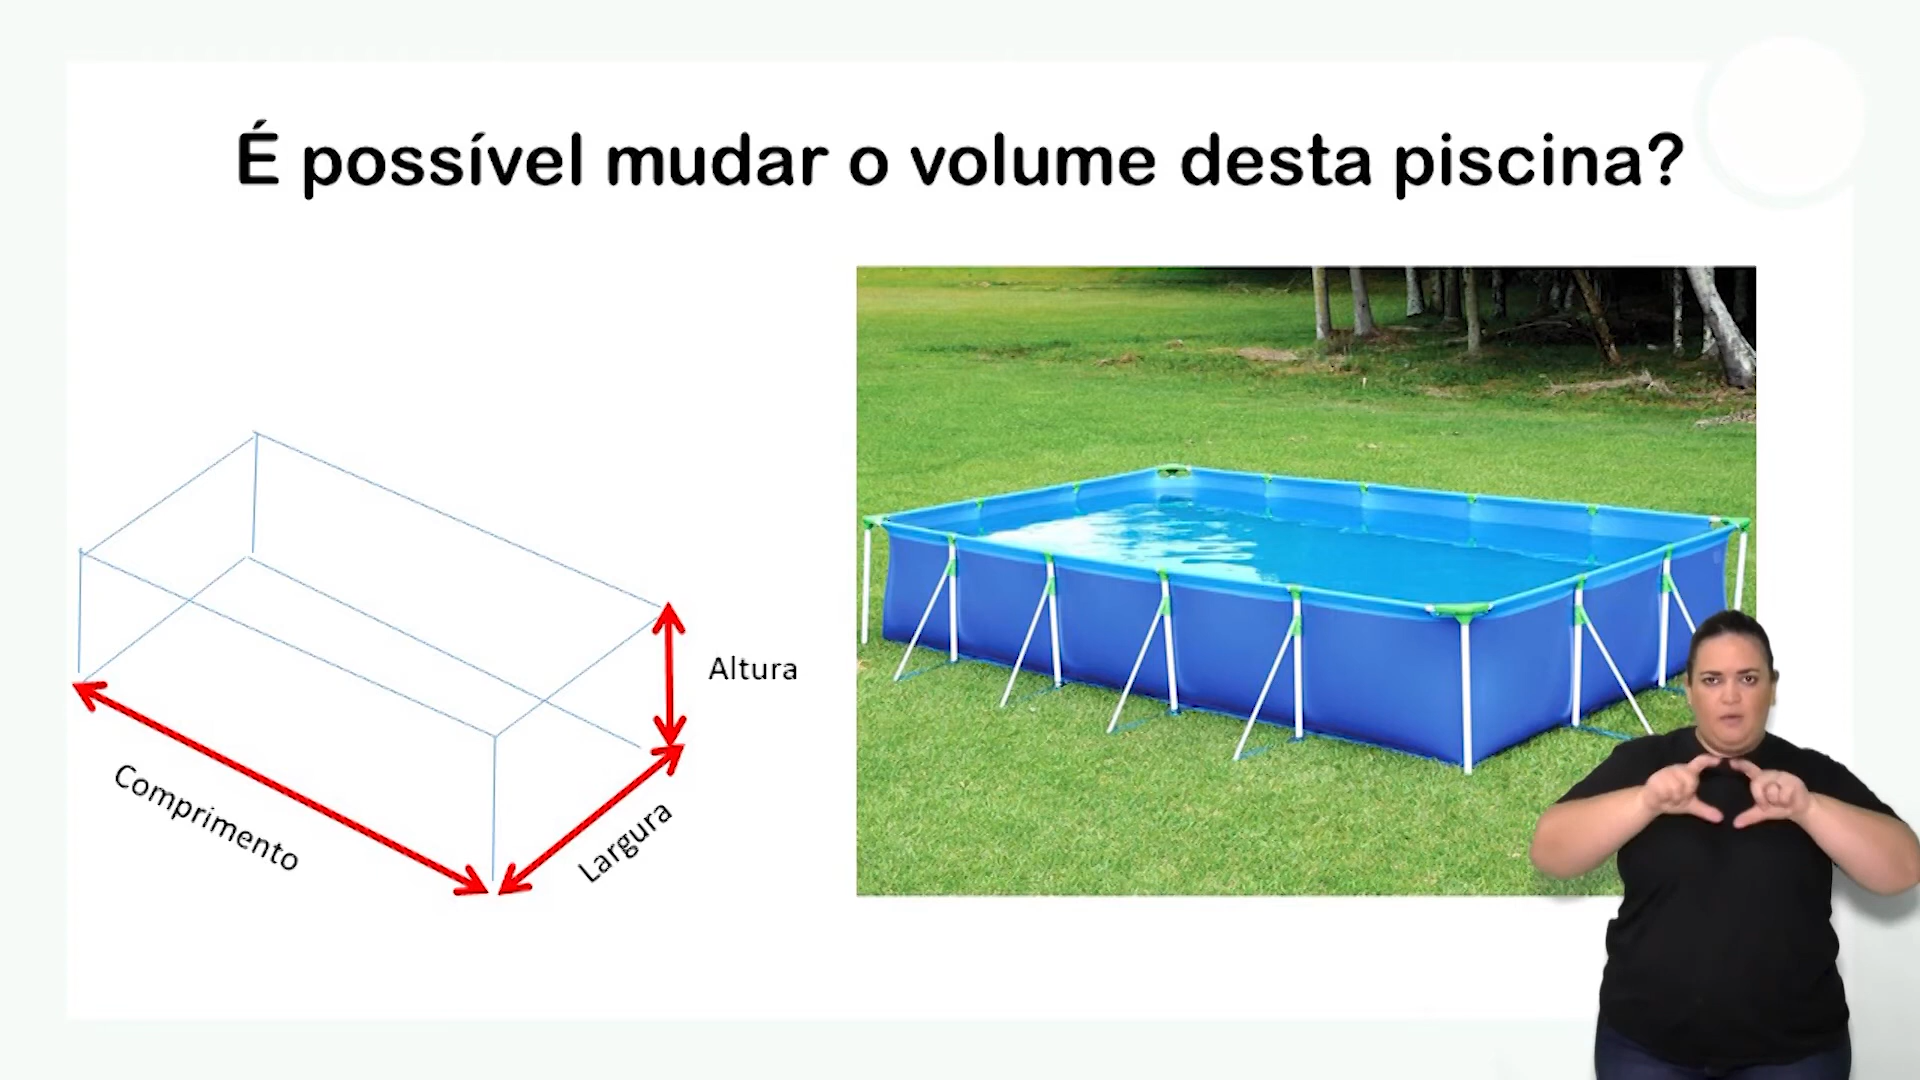 É possível mudar o volume desta piscina?
Altura
Comprimento
Largura